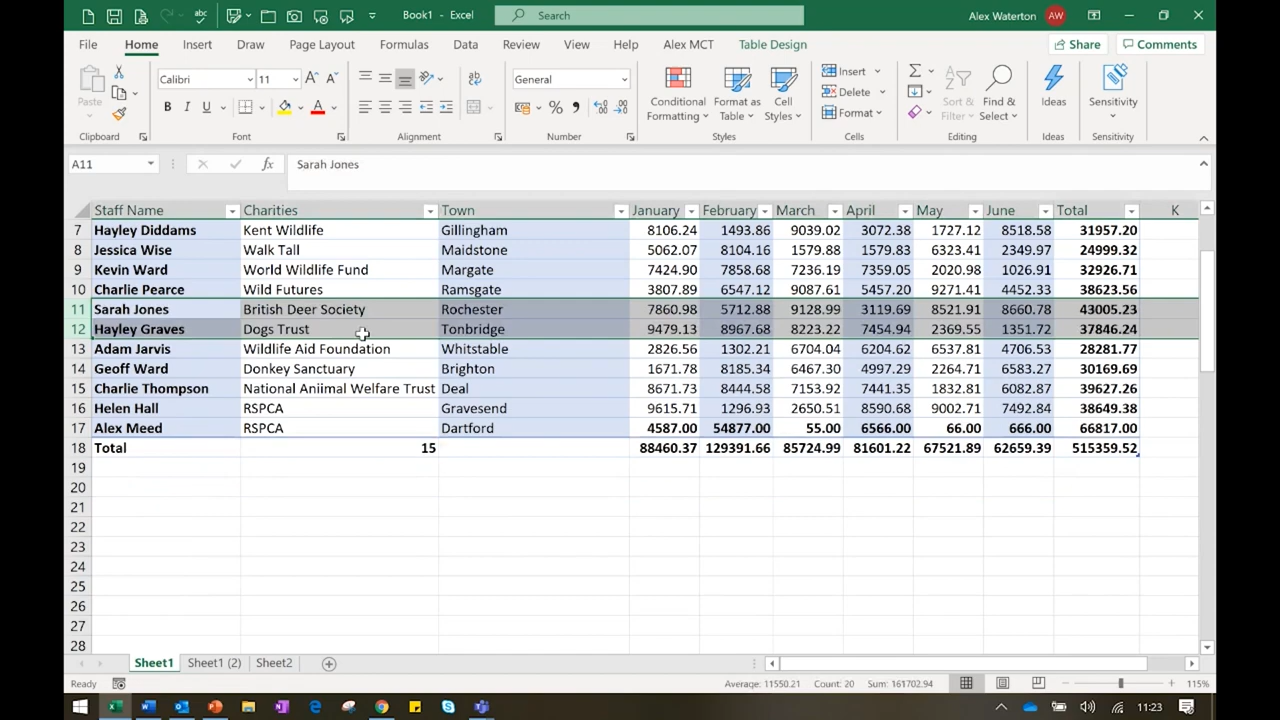 Book1 - Excel
Search
Alex Waterton AW
File Home Insert Draw Page Layout Formulas Data Review View Help Alex MCT Table Design Share Comments
Paste
Calibri 11
B I U A
ab
General
% ,
Conditional Formatting
Format as Table
Cell Styles
Insert
Delete
Format
Sort & Filter
Find & Select
Ideas
Sensitivity
Clipboard Font Alignment Number Styles Cells Editing Ideas Sensitivity
A11 fx Sarah Jones
Staff Name Charities Town January February March April May June Total K
7 Hayley Diddams Kent Wildlife Gillingham 8106.24 1493.86 9039.02 3072.38 1727.12 8518.58 31957.20
8 Jessica Wise Walk Tall Maidstone 5062.07 8104.16 1579.88 1579.83 6323.41 2349.97 24999.32
9 Kevin Ward World Wildlife Fund Margate 7424.90 7858.68 7236.19 7359.05 2020.98 1026.91 32926.71
10 Charlie Pearce Wild Futures Ramsgate 3807.89 6547.12 9087.61 5457.20 9271.41 4452.33 38623.56
11 Sarah Jones British Deer Society Rochester 7860.98 5712.88 9128.99 3119.69 8521.91 8660.78 43005.23
12 Hayley Graves Dogs Trust Tonbridge 9479.13 8967.68 8223.22 7454.94 2369.55 1351.72 37846.24
13 Adam Jarvis Wildlife Aid Foundation Whitstable 2826.56 1302.21 6704.04 6204.62 6537.81 4706.53 28281.77
14 Geoff Ward Donkey Sanctuary Brighton 1671.78 8185.34 6467.30 4997.29 2264.71 6583.27 30169.69
15 Charlie Thompson National Aniimal Welfare Trust Deal 8671.73 8444.58 7153.92 7441.35 1832.81 6082.87 39627.26
16 Helen Hall RSPCA Gravesend 9615.71 1296.93 2650.51 8590.68 9002.71 7492.84 38649.38
17 Alex Meed RSPCA Dartford 4587.00 54877.00 55.00 6566.00 66.00 666.00 66817.00
18 Total 15 88460.37 129391.66 85724.99 81601.22 67521.89 62659.39 515359.52
19
20
21
22
23
24
25
26
27
28
Sheet1 Sheet1 (2) Sheet2
Ready Average: 11550.21 Count: 20 Sum: 161702.94 115%
11:23